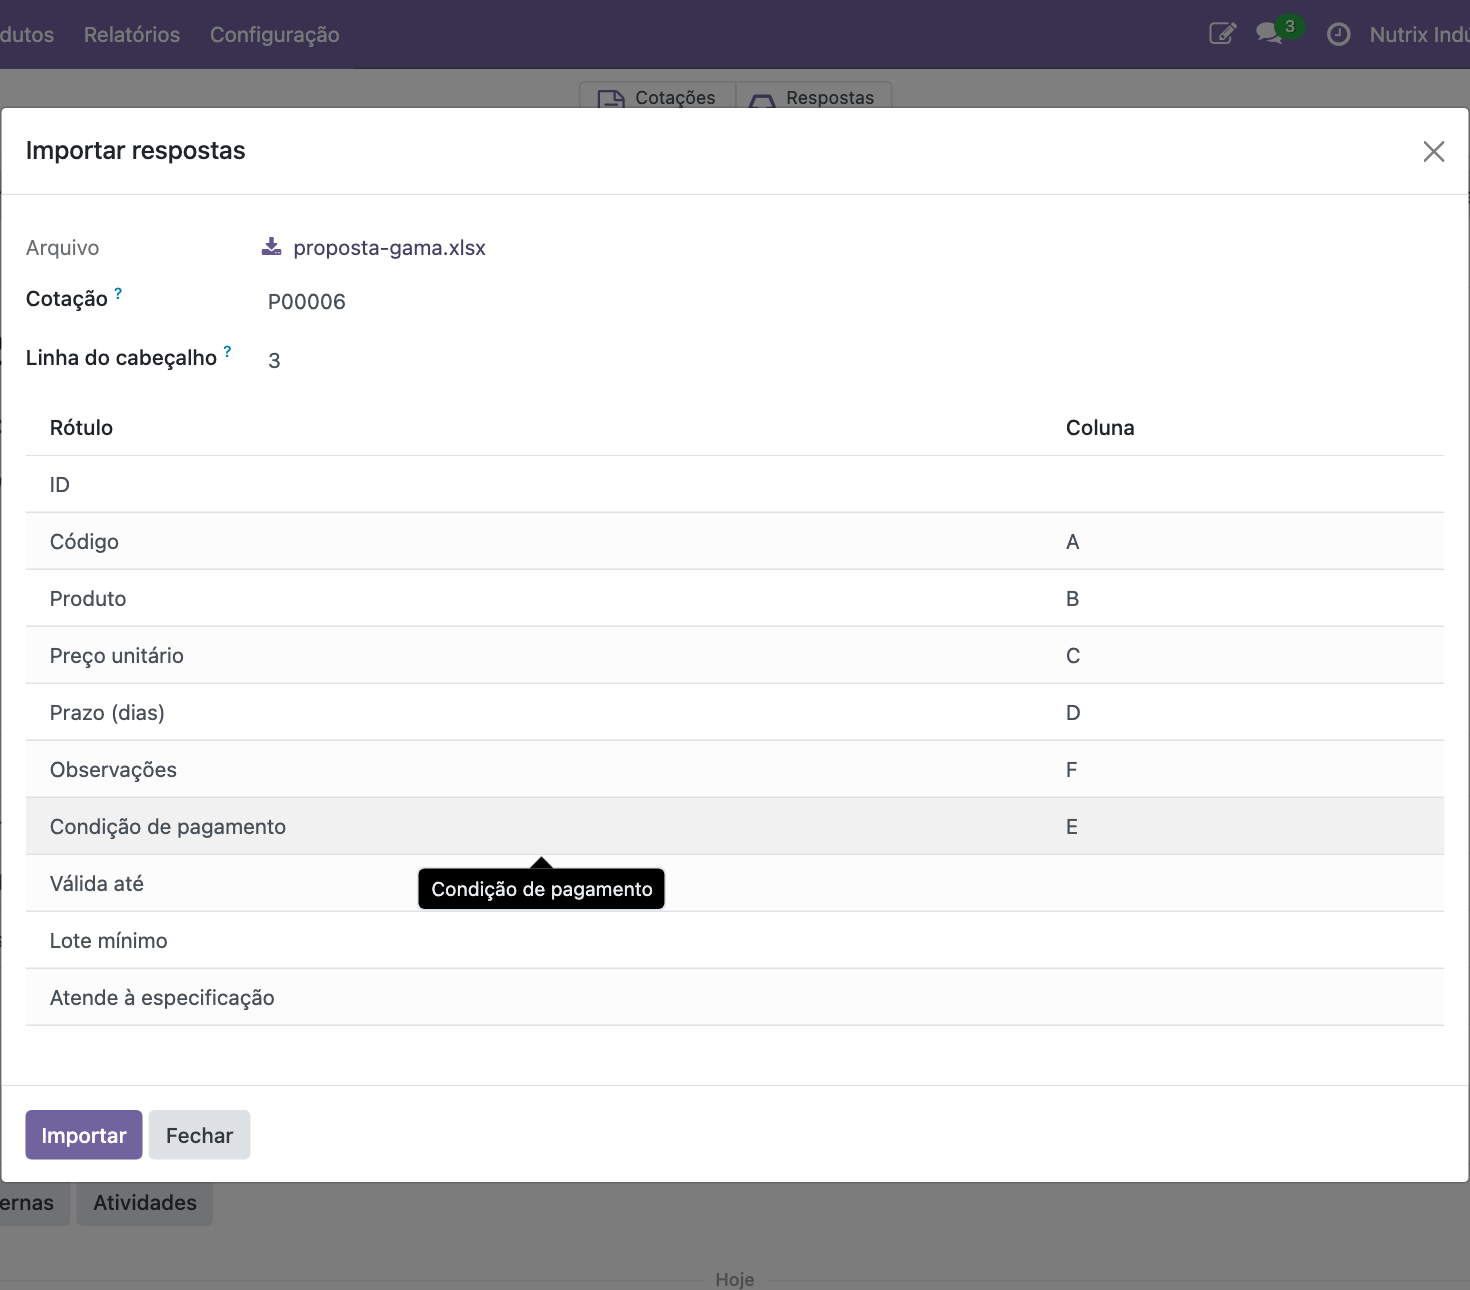 dutos Relatórios Configuração 3 Nutrix Indú
Cotações Respostas
Importar respostas
Arquivo proposta-gama.xlsx
Cotação ? P00006
Linha do cabeçalho ? 3
Rótulo Coluna
ID
Código A
Produto B
Preço unitário C
Prazo (dias) D
Observações F
Condição de pagamento E
Válida até
Condição de pagamento
Lote mínimo
Atende à especificação
Importar Fechar
ernas Atividades
Hoje